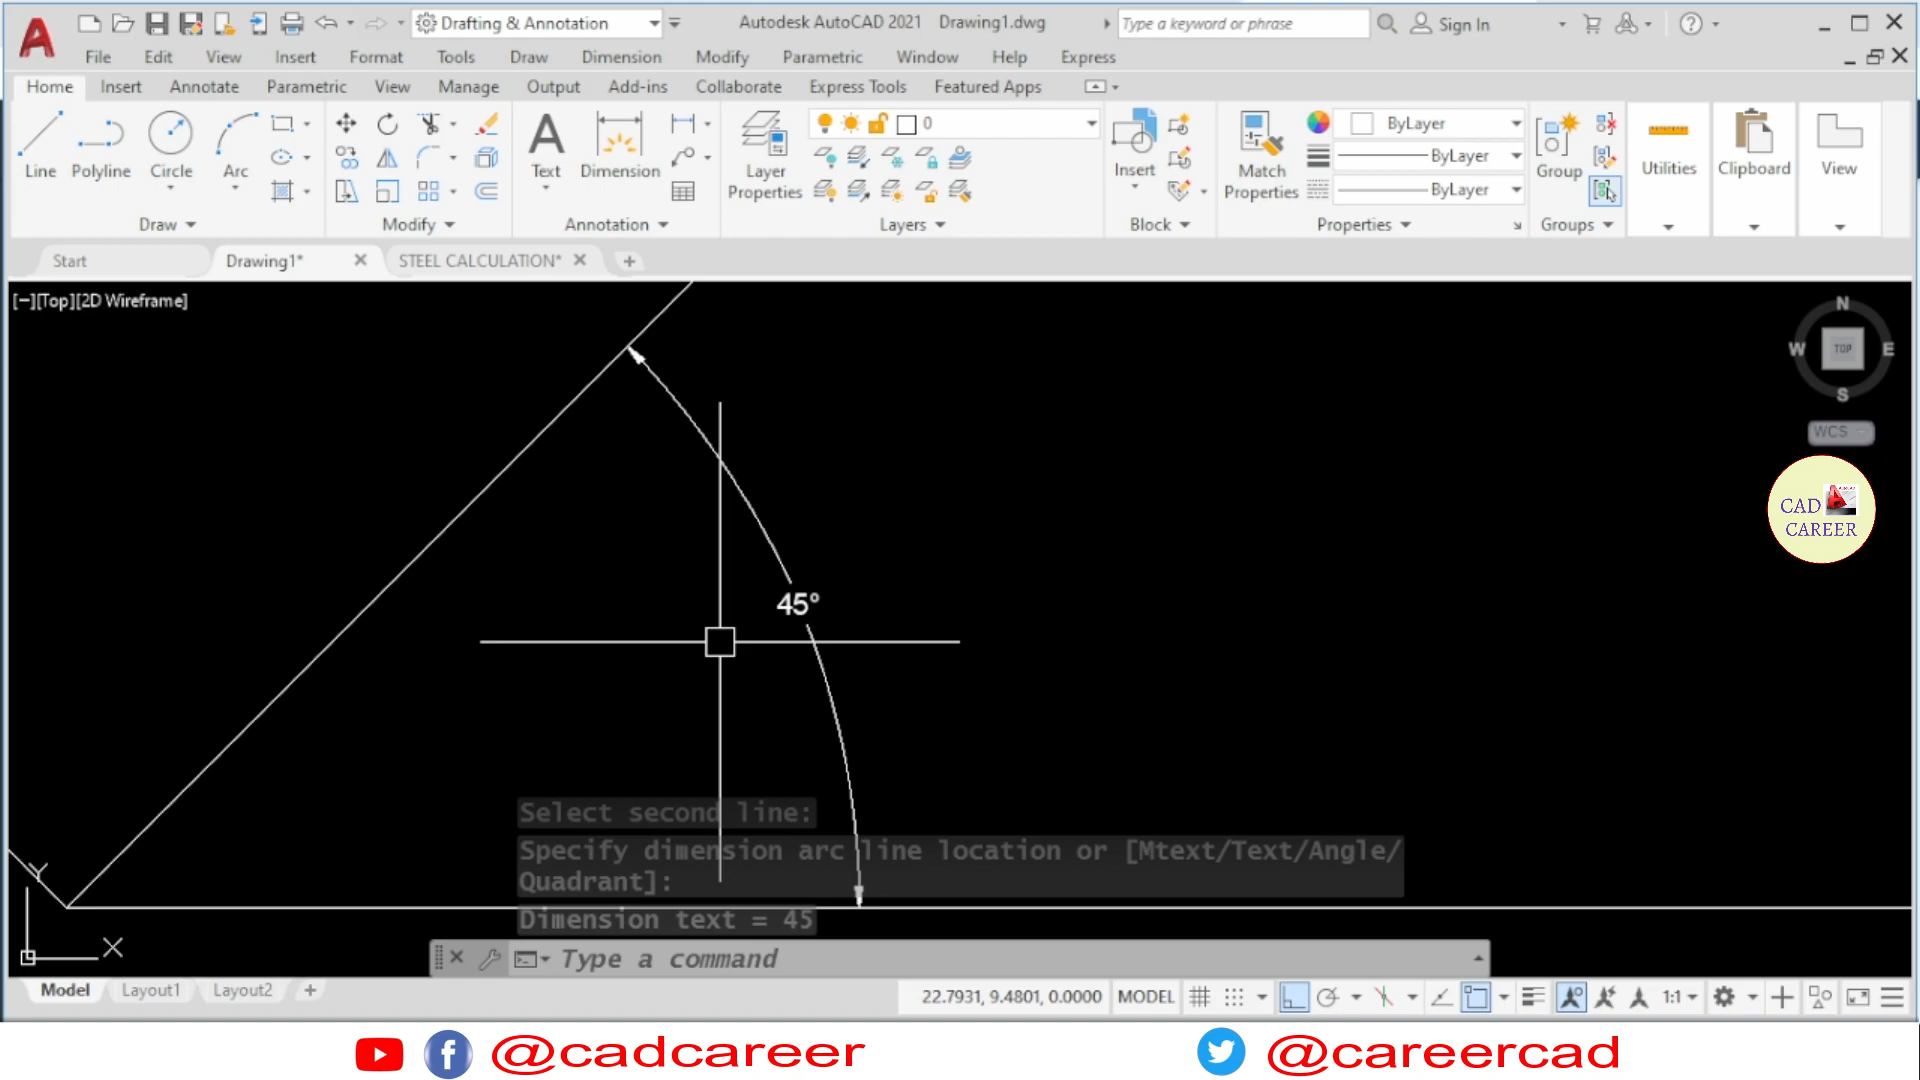 Drafting & Annotation
Autodesk AutoCAD 2021 Drawing1.dwg
Type a keyword or phrase
Sign In
File Edit View Insert Format Tools Draw Dimension Modify Parametric Window Help Express
Home Insert Annotate Parametric View Manage Output Add-ins Collaborate Express Tools Featured Apps
0
ByLayer
ByLayer
ByLayer
Line Polyline Circle Arc
Text Dimension
Layer Properties
Insert
Match Properties
Group
Utilities Clipboard View
Draw Modify Annotation Layers Block Properties Groups
Start Drawing1* STEEL CALCULATION*
[−][Top][2D Wireframe]
N
W TOP E
S
WCS
CAD
CAREER
45°
Select second line:
Specify dimension arc line location or [Mtext/Text/Angle/
Quadrant]:
Dimension text = 45
Y
X
Type a command
Model Layout1 Layout2
22.7931, 9.4801, 0.0000 MODEL 1:1
@cadcareer @careercad